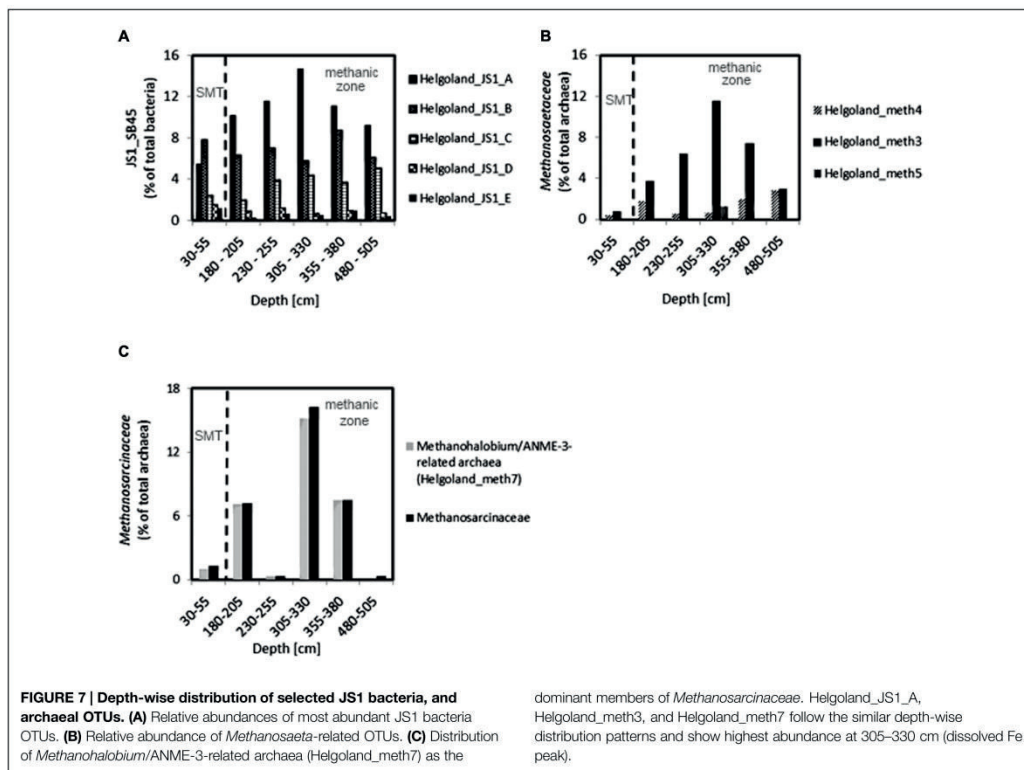 A
JS1_SB45
(% of total bacteria)
16
12
8
4
0
SMT
methanic
zone
30-55
180 - 205
230 - 255
305 - 330
355 - 380
480 - 505
Depth [cm]
Helgoland_JS1_A
Helgoland_JS1_B
Helgoland_JS1_C
Helgoland_JS1_D
Helgoland_JS1_E
B
Methanosaetaceae
(% of total archaea)
16
12
8
4
0
SMT
methanic
zone
30-55
180-205
230-255
305-330
355-380
480-505
Depth [cm]
Helgoland_meth4
Helgoland_meth3
Helgoland_meth5
C
Methanosarcinaceae
(% of total archaea)
18
12
6
0
SMT
methanic
zone
30-55
180-205
230-255
305-330
355-380
480-505
Depth [cm]
Methanohalobium/ANME-3-
related archaea
(Helgoland_meth7)
Methanosarcinaceae
FIGURE 7 | Depth-wise distribution of selected JS1 bacteria, and
archaeal OTUs. (A) Relative abundances of most abundant JS1 bacteria
OTUs. (B) Relative abundance of Methanosaeta-related OTUs. (C) Distribution
of Methanohalobium/ANME-3-related archaea (Helgoland_meth7) as the
dominant members of Methanosarcinaceae. Helgoland_JS1_A,
Helgoland_meth3, and Helgoland_meth7 follow the similar depth-wise
distribution patterns and show highest abundance at 305–330 cm (dissolved Fe
peak).